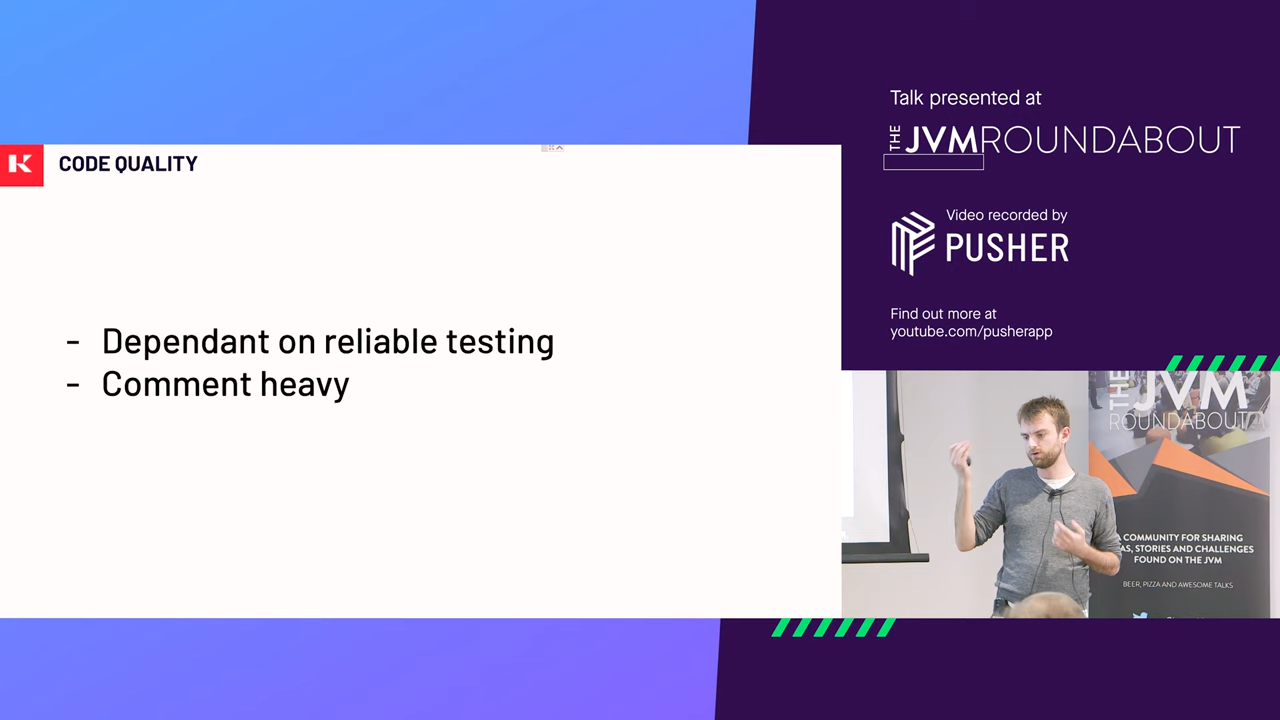 Talk presented at
THE JVM ROUNDABOUT
Video recorded by
PUSHER
Find out more at
youtube.com/pusherapp
K CODE QUALITY
- Dependant on reliable testing
- Comment heavy
THE JVM
ROUNDABOUT
A COMMUNITY FOR SHARING
AS, STORIES AND CHALLENGES
FOUND ON THE JVM
BEER, PIZZA AND AWESOME TALKS